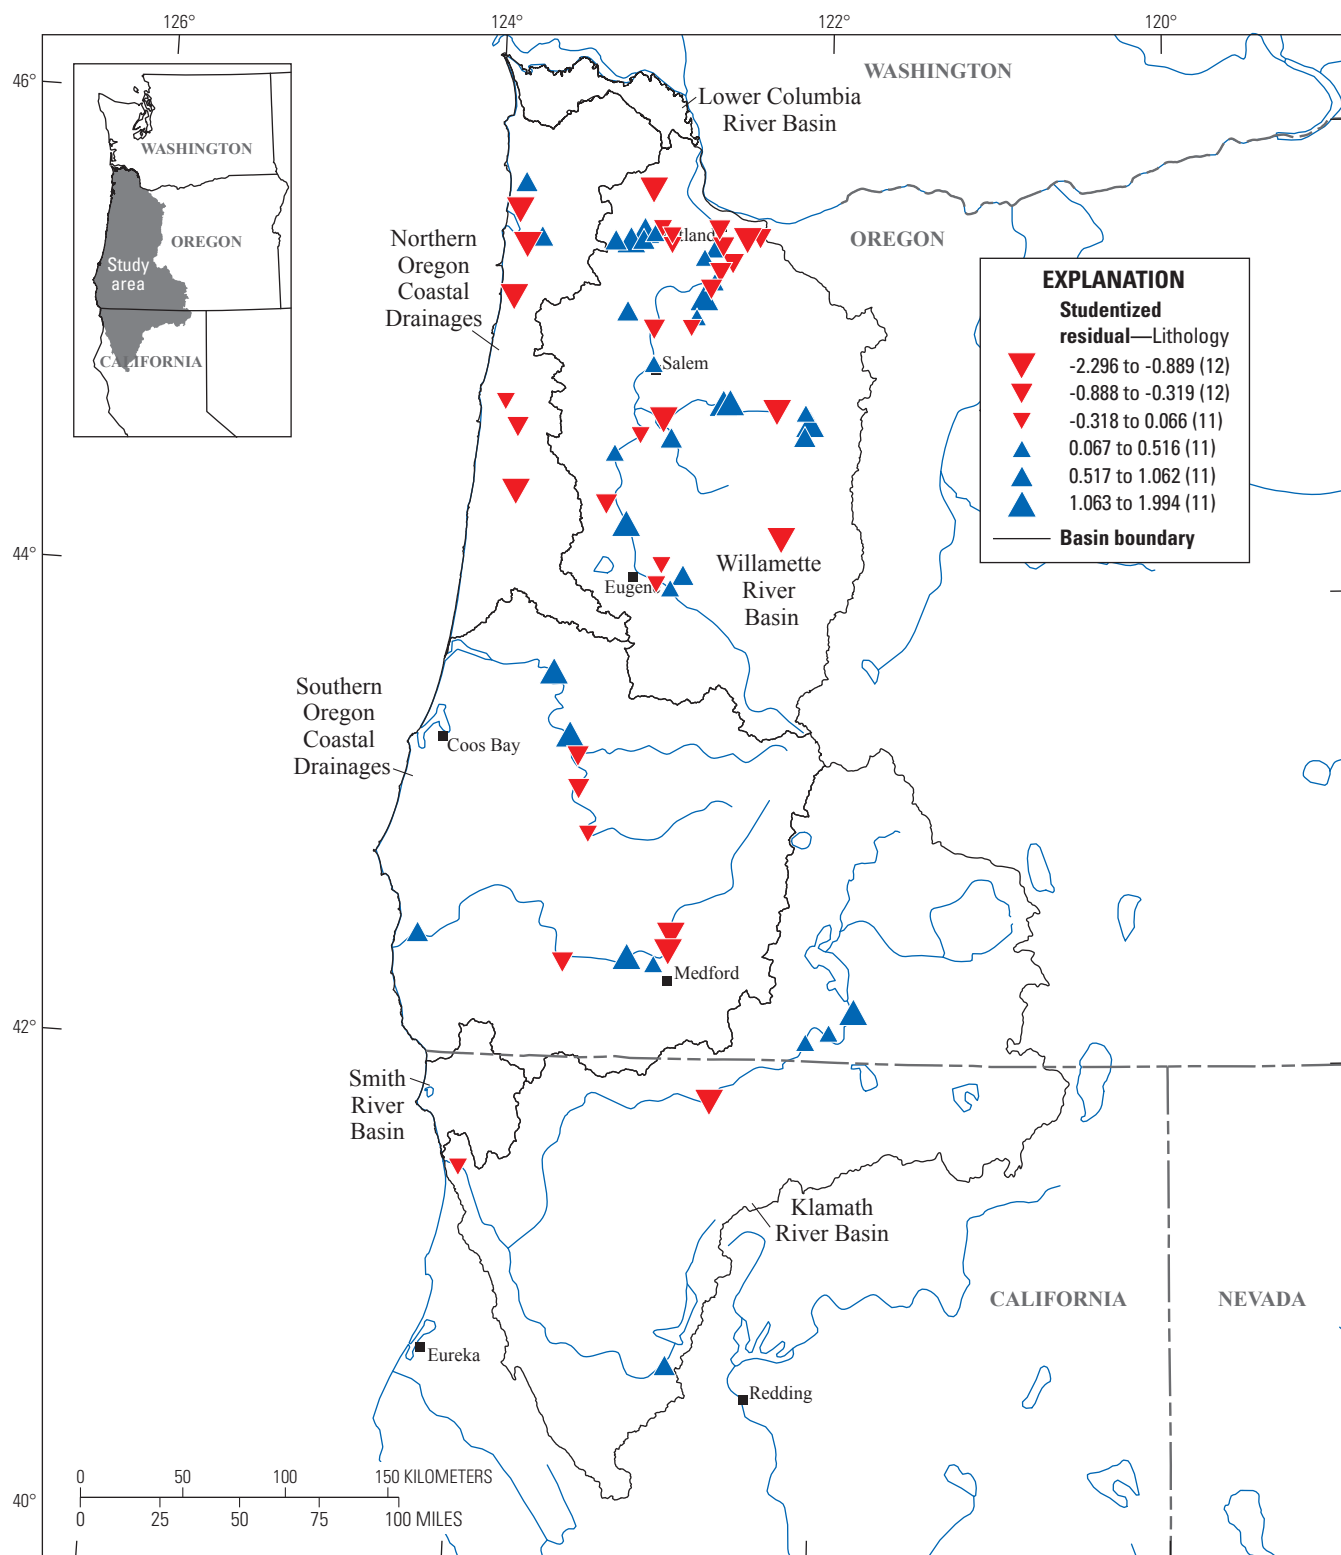 126°
124°
122°
120°
46°
44°
42°
40°
WASHINGTON
OREGON
Study
area
CALIFORNIA
WASHINGTON
Lower Columbia
River Basin
OREGON
Northern
Oregon
Coastal
Drainages
tland
Salem
EXPLANATION
Studentized
residual—Lithology
-2.296 to -0.889 (12)
-0.888 to -0.319 (12)
-0.318 to 0.066 (11)
0.067 to 0.516 (11)
0.517 to 1.062 (11)
1.063 to 1.994 (11)
Basin boundary
Willamette
River
Basin
Eugen
Southern
Oregon
Coastal
Drainages
Coos Bay
Medford
Smith
River
Basin
Klamath
River Basin
CALIFORNIA
NEVADA
Eureka
Redding
0 50 100 150 KILOMETERS
0 25 50 75 100 MILES